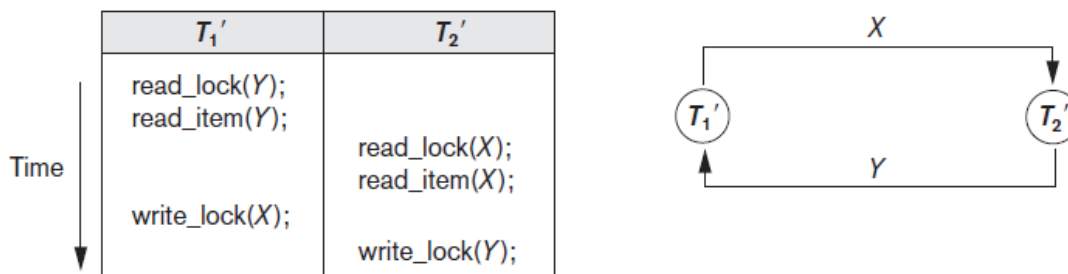 T₁′ T₂′
read_lock(Y);
read_item(Y);
read_lock(X);
read_item(X);
write_lock(X);
write_lock(Y);
Time
X
T₁′ T₂′
Y